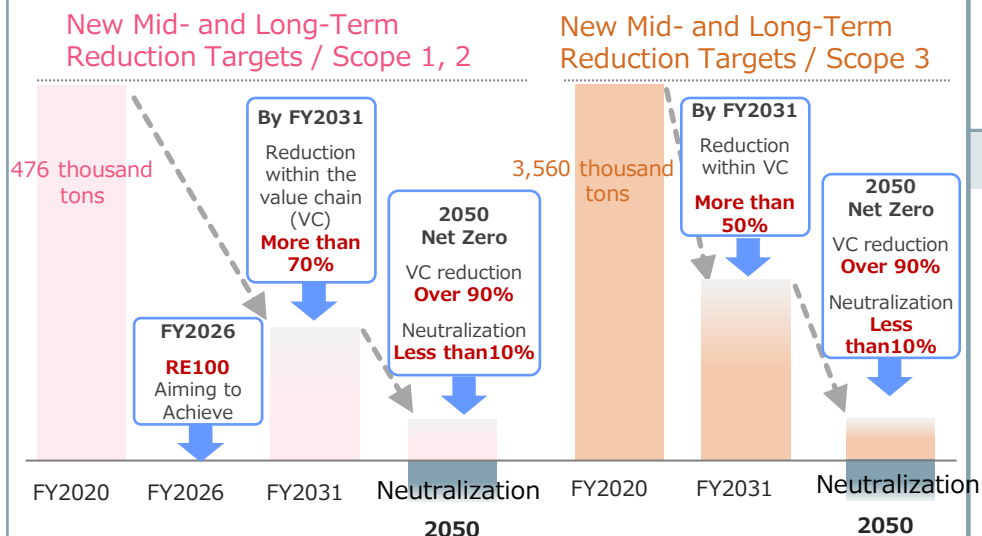 New Mid- and Long-Term
Reduction Targets / Scope 1, 2
476 thousand
tons
By FY2031
Reduction
within the
value chain
(VC)
More than
70%
FY2026
RE100
Aiming to
Achieve
2050
Net Zero
VC reduction
Over 90%
Neutralization
Less than10%
FY2020
FY2026
FY2031
Neutralization
2050
New Mid- and Long-Term
Reduction Targets / Scope 3
3,560 thousand
tons
By FY2031
Reduction
within VC
More than
50%
2050
Net Zero
VC reduction
Over 90%
Neutralization
Less
than10%
FY2020
FY2031
Neutralization
2050